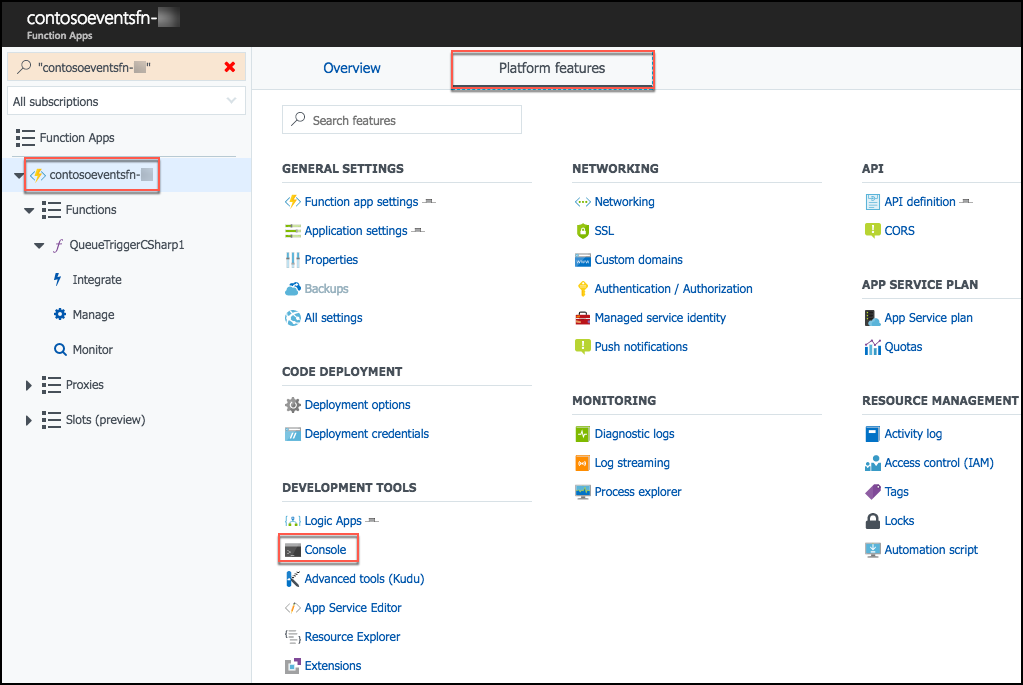 contosoeventsfn-
Function Apps
"contosoeventsfn- "
All subscriptions
Function Apps
contosoeventsfn-
Functions
QueueTriggerCSharp1
Integrate
Manage
Monitor
Proxies
Slots (preview)
Overview
Platform features
Search features
GENERAL SETTINGS
Function app settings
Application settings
Properties
Backups
All settings
CODE DEPLOYMENT
Deployment options
Deployment credentials
DEVELOPMENT TOOLS
Logic Apps
Console
Advanced tools (Kudu)
App Service Editor
Resource Explorer
Extensions
NETWORKING
Networking
SSL
Custom domains
Authentication / Authorization
Managed service identity
Push notifications
MONITORING
Diagnostic logs
Log streaming
Process explorer
API
API definition
CORS
APP SERVICE PLAN
App Service plan
Quotas
RESOURCE MANAGEMENT
Activity log
Access control (IAM)
Tags
Locks
Automation script